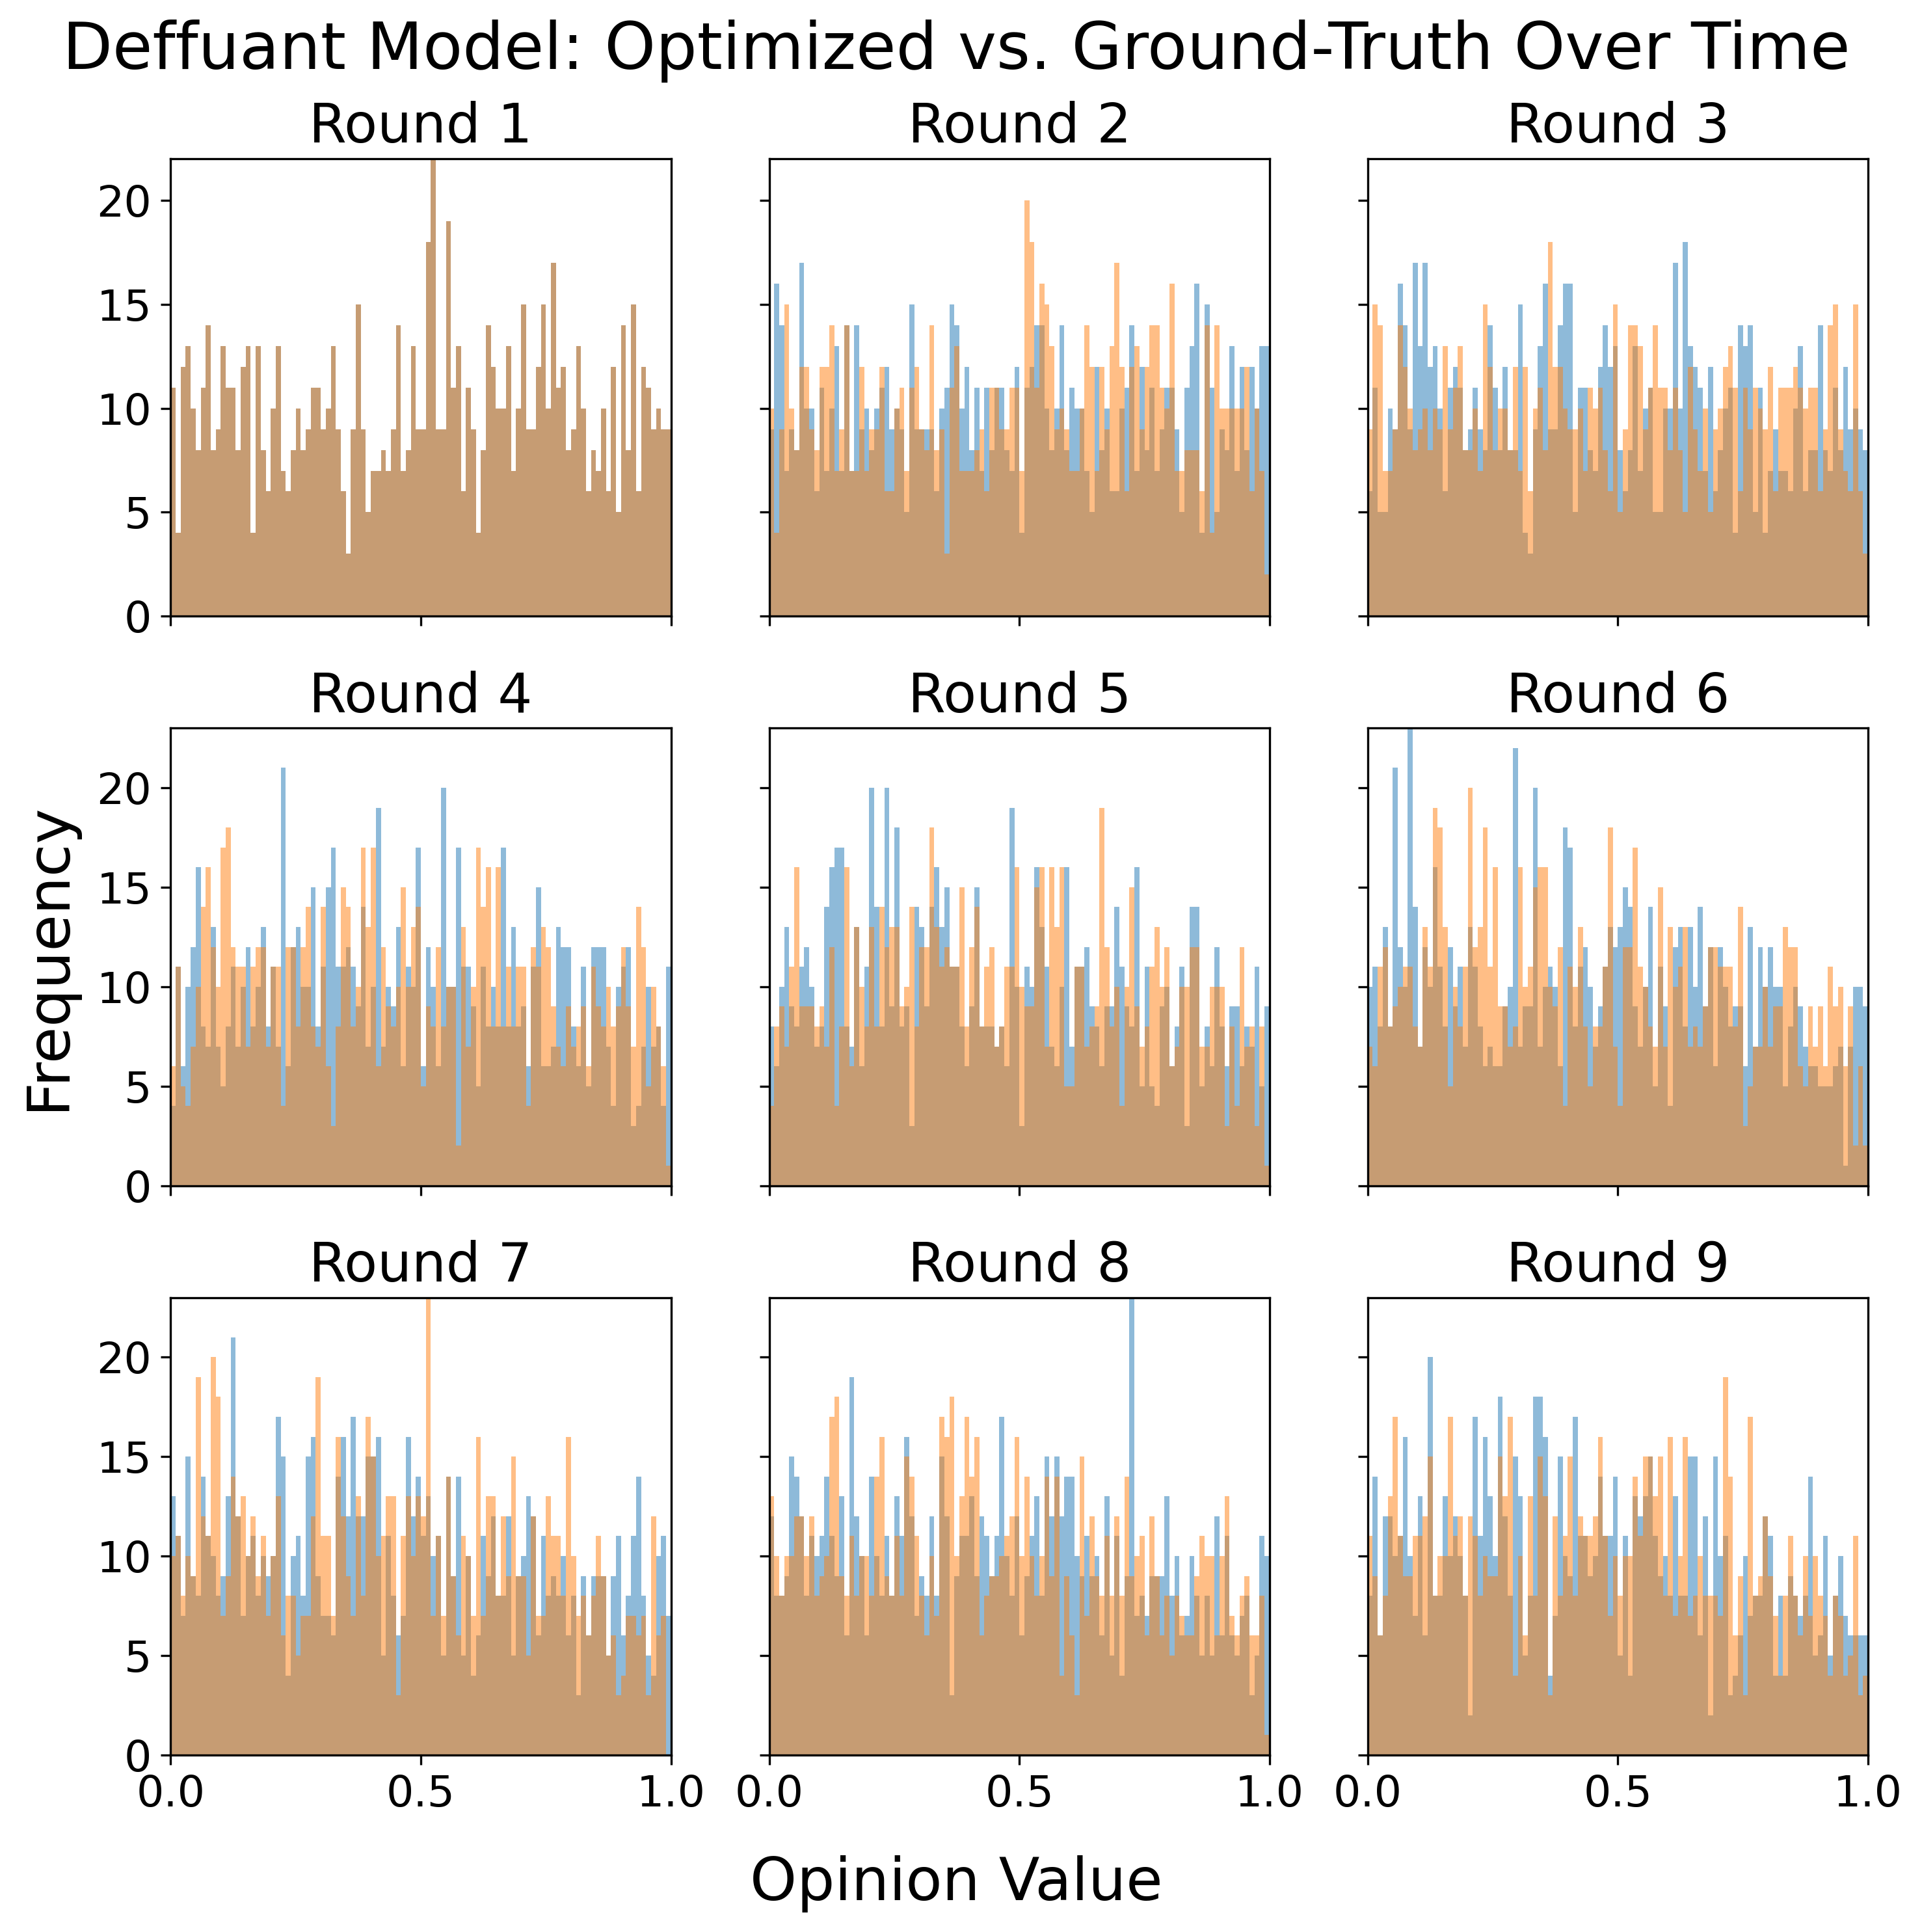 Deffuant Model: Optimized vs. Ground-Truth Over Time
Round 1
Round 2
Round 3
20
15
10
5
0
Round 4
Round 5
Round 6
20
15
10
5
0
Frequency
Round 7
Round 8
Round 9
20
15
10
5
0
0.0 0.5 1.0
0.0 0.5 1.0
0.0 0.5 1.0
Opinion Value